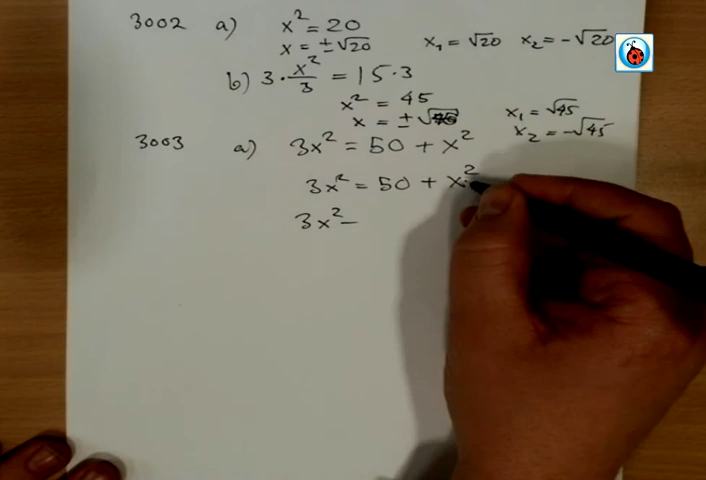 3002 a) x² = 20
x = ±√20 x₁ = √20 x₂ = -√20
b) 3 · x²/3 = 15 · 3
x² = 45
x = ±√45 x₁ = √45
x₂ = -√45
3003 a) 3x² = 50 + x²
3x² = 50 + x²
3x² -